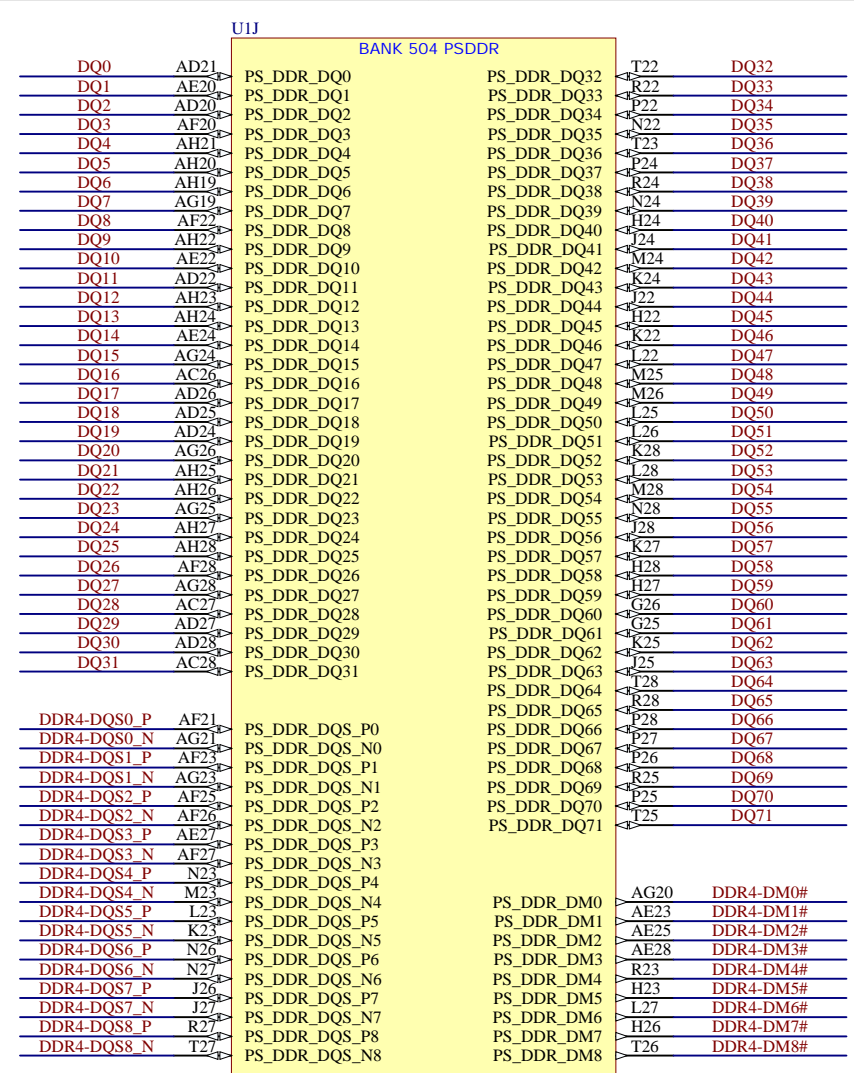 U1J
BANK 504 PSDDR
DQ0 AD21 PS_DDR_DQ0 PS_DDR_DQ32 T22 DQ32
DQ1 AE20 PS_DDR_DQ1 PS_DDR_DQ33 R22 DQ33
DQ2 AD20 PS_DDR_DQ2 PS_DDR_DQ34 P22 DQ34
DQ3 AF20 PS_DDR_DQ3 PS_DDR_DQ35 N22 DQ35
DQ4 AH21 PS_DDR_DQ4 PS_DDR_DQ36 T23 DQ36
DQ5 AH20 PS_DDR_DQ5 PS_DDR_DQ37 P24 DQ37
DQ6 AH19 PS_DDR_DQ6 PS_DDR_DQ38 R24 DQ38
DQ7 AG19 PS_DDR_DQ7 PS_DDR_DQ39 N24 DQ39
DQ8 AF22 PS_DDR_DQ8 PS_DDR_DQ40 H24 DQ40
DQ9 AH22 PS_DDR_DQ9 PS_DDR_DQ41 J24 DQ41
DQ10 AE22 PS_DDR_DQ10 PS_DDR_DQ42 M24 DQ42
DQ11 AD22 PS_DDR_DQ11 PS_DDR_DQ43 K24 DQ43
DQ12 AH23 PS_DDR_DQ12 PS_DDR_DQ44 J22 DQ44
DQ13 AH24 PS_DDR_DQ13 PS_DDR_DQ45 H22 DQ45
DQ14 AE24 PS_DDR_DQ14 PS_DDR_DQ46 K22 DQ46
DQ15 AG24 PS_DDR_DQ15 PS_DDR_DQ47 L22 DQ47
DQ16 AC26 PS_DDR_DQ16 PS_DDR_DQ48 M25 DQ48
DQ17 AD26 PS_DDR_DQ17 PS_DDR_DQ49 M26 DQ49
DQ18 AD25 PS_DDR_DQ18 PS_DDR_DQ50 L25 DQ50
DQ19 AD24 PS_DDR_DQ19 PS_DDR_DQ51 L26 DQ51
DQ20 AG26 PS_DDR_DQ20 PS_DDR_DQ52 K28 DQ52
DQ21 AH25 PS_DDR_DQ21 PS_DDR_DQ53 L28 DQ53
DQ22 AH26 PS_DDR_DQ22 PS_DDR_DQ54 M28 DQ54
DQ23 AG25 PS_DDR_DQ23 PS_DDR_DQ55 N28 DQ55
DQ24 AH27 PS_DDR_DQ24 PS_DDR_DQ56 J28 DQ56
DQ25 AH28 PS_DDR_DQ25 PS_DDR_DQ57 K27 DQ57
DQ26 AF28 PS_DDR_DQ26 PS_DDR_DQ58 H28 DQ58
DQ27 AG28 PS_DDR_DQ27 PS_DDR_DQ59 H27 DQ59
DQ28 AC27 PS_DDR_DQ28 PS_DDR_DQ60 G26 DQ60
DQ29 AD27 PS_DDR_DQ29 PS_DDR_DQ61 G25 DQ61
DQ30 AD28 PS_DDR_DQ30 PS_DDR_DQ62 K25 DQ62
DQ31 AC28 PS_DDR_DQ31 PS_DDR_DQ63 J25 DQ63
PS_DDR_DQ64 T28 DQ64
PS_DDR_DQ65 R28 DQ65
DDR4-DQS0_P AF21 PS_DDR_DQS_P0 PS_DDR_DQ66 P28 DQ66
DDR4-DQS0_N AG21 PS_DDR_DQS_N0 PS_DDR_DQ67 P27 DQ67
DDR4-DQS1_P AF23 PS_DDR_DQS_P1 PS_DDR_DQ68 P26 DQ68
DDR4-DQS1_N AG23 PS_DDR_DQS_N1 PS_DDR_DQ69 R25 DQ69
DDR4-DQS2_P AF25 PS_DDR_DQS_P2 PS_DDR_DQ70 P25 DQ70
DDR4-DQS2_N AF26 PS_DDR_DQS_N2 PS_DDR_DQ71 T25 DQ71
DDR4-DQS3_P AE27 PS_DDR_DQS_P3
DDR4-DQS3_N AF27 PS_DDR_DQS_N3
DDR4-DQS4_P N23 PS_DDR_DQS_P4
DDR4-DQS4_N M23 PS_DDR_DQS_N4 PS_DDR_DM0 AG20 DDR4-DM0#
DDR4-DQS5_P L23 PS_DDR_DQS_P5 PS_DDR_DM1 AE23 DDR4-DM1#
DDR4-DQS5_N K23 PS_DDR_DQS_N5 PS_DDR_DM2 AE25 DDR4-DM2#
DDR4-DQS6_P N26 PS_DDR_DQS_P6 PS_DDR_DM3 AE28 DDR4-DM3#
DDR4-DQS6_N N27 PS_DDR_DQS_N6 PS_DDR_DM4 R23 DDR4-DM4#
DDR4-DQS7_P J26 PS_DDR_DQS_P7 PS_DDR_DM5 H23 DDR4-DM5#
DDR4-DQS7_N J27 PS_DDR_DQS_N7 PS_DDR_DM6 L27 DDR4-DM6#
DDR4-DQS8_P R27 PS_DDR_DQS_P8 PS_DDR_DM7 H26 DDR4-DM7#
DDR4-DQS8_N T27 PS_DDR_DQS_N8 PS_DDR_DM8 T26 DDR4-DM8#